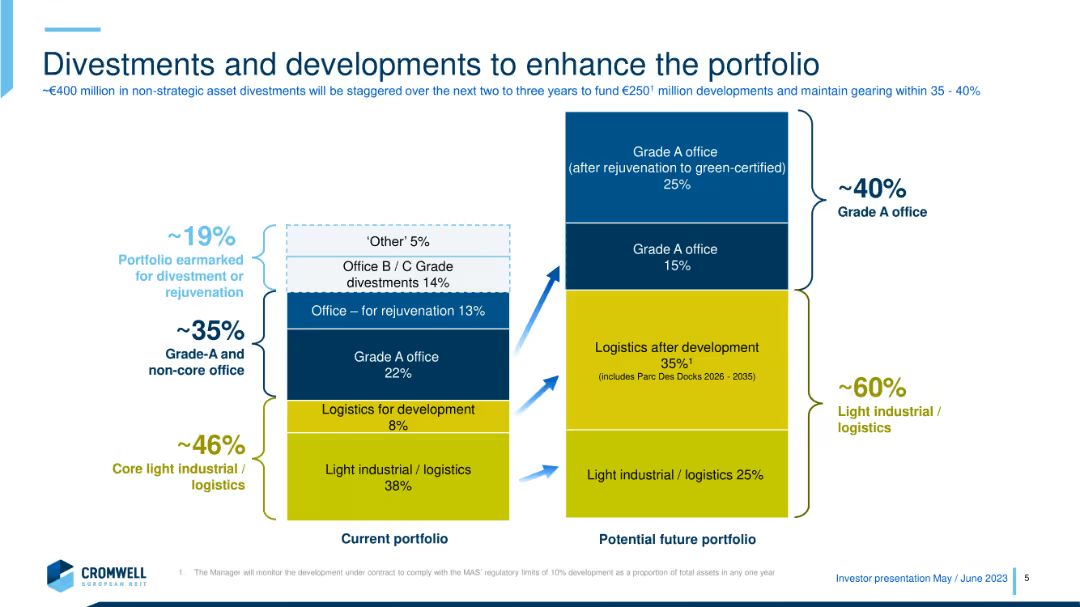 Divestments and developments to enhance the portfolio
~€400 million in non-strategic asset divestments will be staggered over the next two to three years to fund €250¹ million developments and maintain gearing within 35 - 40%
~19%
Portfolio earmarked
for divestment or
rejuvenation
~35%
Grade-A and
non-core office
~46%
Core light industrial /
logistics
'Other' 5%
Office B / C Grade
divestments 14%
Office – for rejuvenation 13%
Grade A office
22%
Logistics for development
8%
Light industrial / logistics
38%
Current portfolio
Grade A office
(after rejuvenation to green-certified)
25%
Grade A office
15%
Logistics after development
35%¹
(includes Parc Des Docks 2026 - 2035)
Light industrial / logistics 25%
Potential future portfolio
~40%
Grade A office
~60%
Light industrial /
logistics
CROMWELL
EUROPEAN REIT
1. The Manager will monitor the development under contract to comply with the MAS' regulatory limits of 10% development as a proportion of total assets in any one year
Investor presentation May / June 2023
5